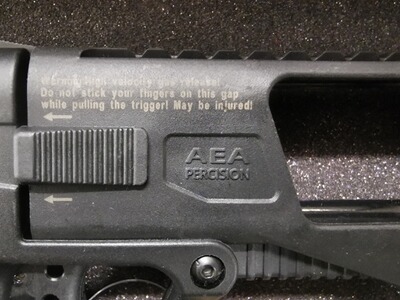 Warning:high velocity gas release!
Do not stick your fingers on this gap
while pulling the trigger! May be injured!
AEA
PERCISION